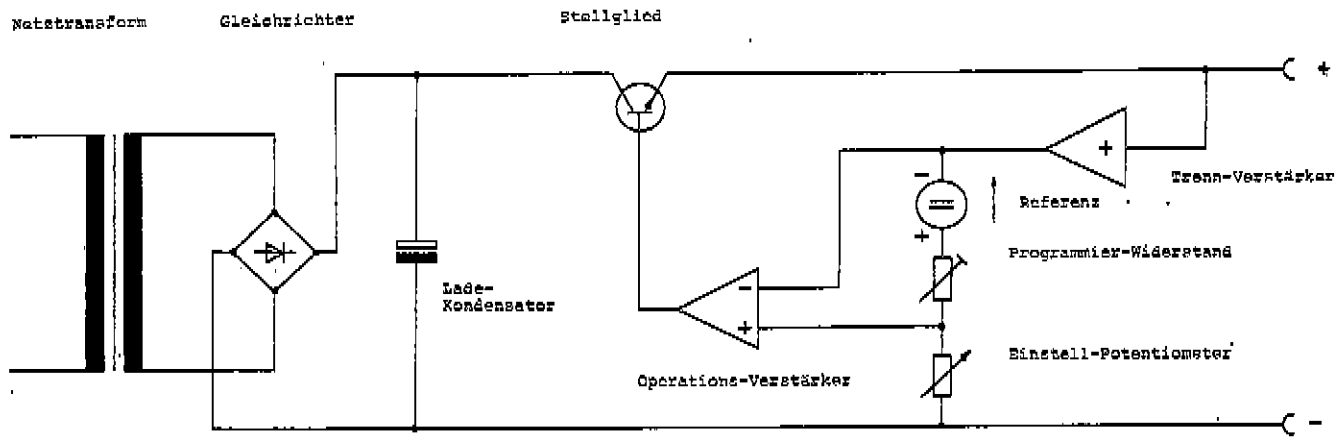 Netztransform
Gleichrichter
Stellglied
+
+
Trenn-Verstärker
-
Referenz
+
Programmier-Widerstand
-
+
Lade-
Kondensator
Einstell-Potentiometer
Operations-Verstärker
-